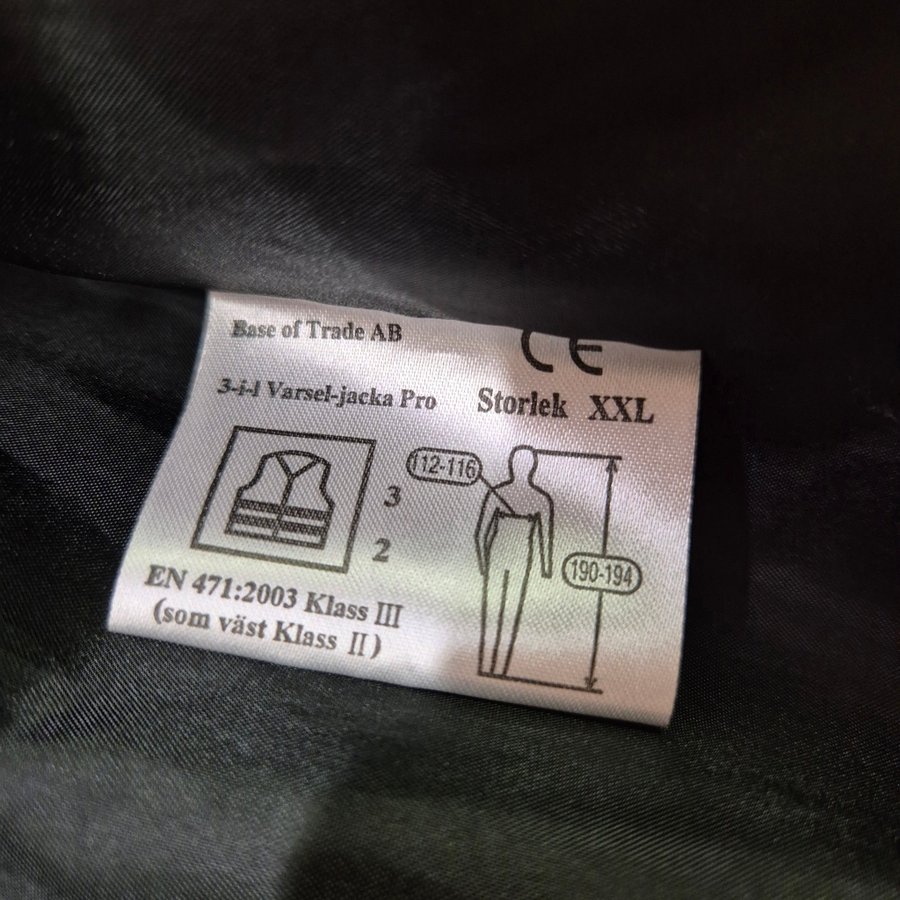 Base of Trade AB
CE
3-i-1 Varsel-jacka Pro
Storlek XXL
112-116
3
2
190-194
EN 471:2003 Klass III
(som väst Klass II)